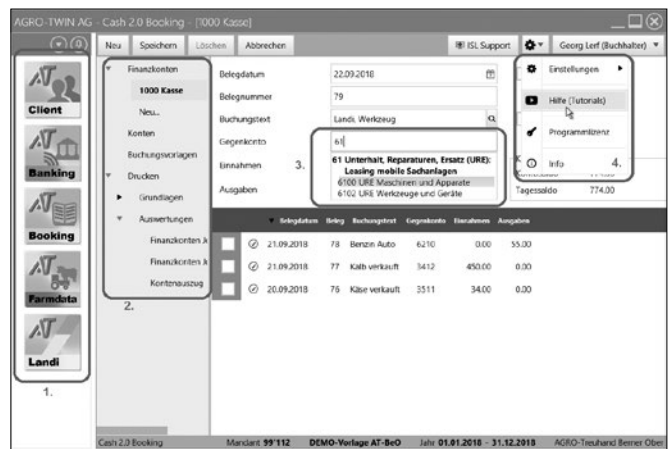 AGRO-TWIN AG - Cash 2.0 Booking - [1000 Kasse]
Neu Speichern Löschen Abbrechen ISL Support Georg Lerf (Buchhalter)
AT
Client
AT
Banking
AT
Booking
AT
Farmdata
AT
Landi
1.
Finanzkonten
1000 Kasse
Neu...
Konten
Buchungsvorlagen
Drucken
Grundlagen
Auswertungen
Finanzkonten
Finanzkonten
Kontenauszug
2.
Belegdatum 22.09.2018
Belegnummer 79
Buchungstext Landi, Werkzeug
Gegenkonto 61
Einnahmen
Ausgaben
3.
61 Unterhalt, Reparaturen, Ersatz (URE):
Leasing mobile Sachanlagen
6100 URE Maschinen und Apparate
6102 URE Werkzeuge und Geräte
Einstellungen
Hilfe (Tutorials)
Programmlizenz
Info
4.
Tagessaldo 774.00
Belegdatum Beleg Buchungstext Gegenkonto Einnahmen Ausgaben
21.09.2018 78 Benzin Auto 6210 0.00 55.00
21.09.2018 77 Kalb verkauft 3412 450.00 0.00
20.09.2018 76 Käse verkauft 3511 34.00 0.00
Cash 2.0 Booking Mandant 99'112 DEMO-Vorlage AT-BeO Jahr 01.01.2018 - 31.12.2018 AGRO-Treuhand Berner Ober